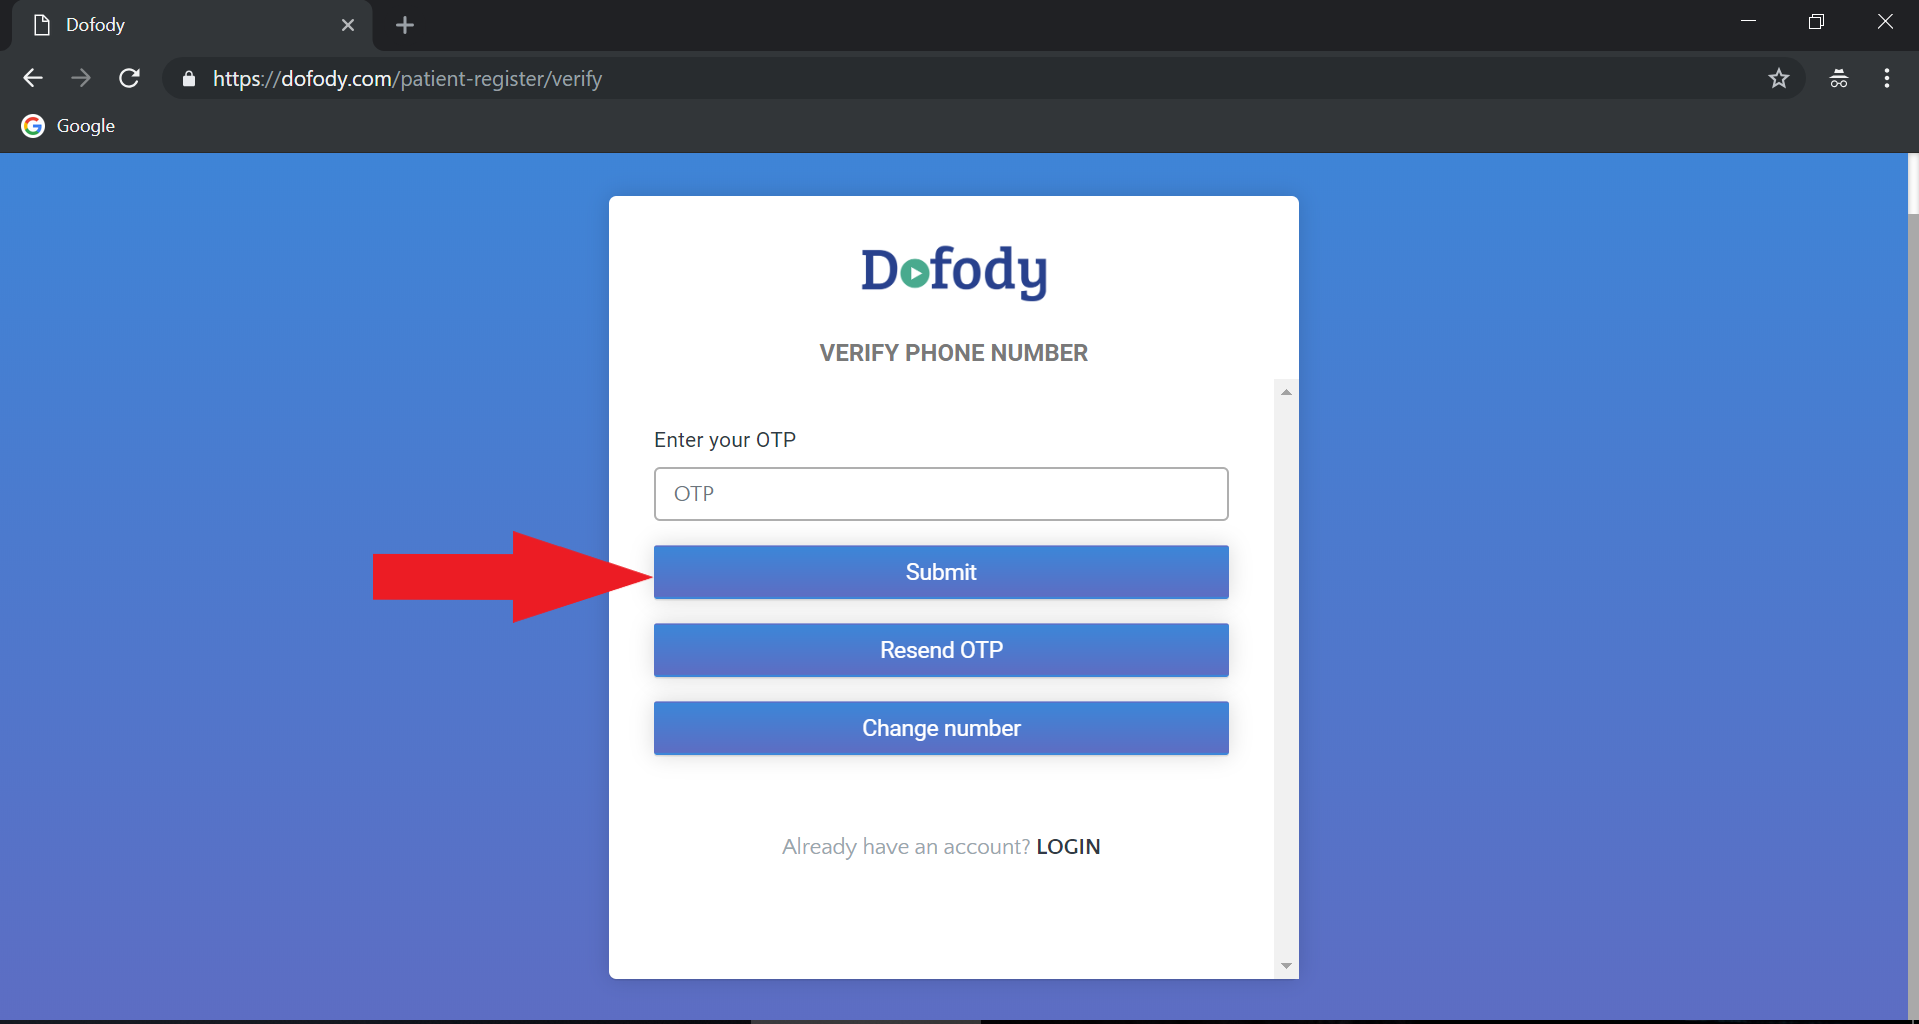 Dofody
https://dofody.com/patient-register/verify
Google
Dofody
VERIFY PHONE NUMBER
Enter your OTP
OTP
Submit
Resend OTP
Change number
Already have an account? LOGIN